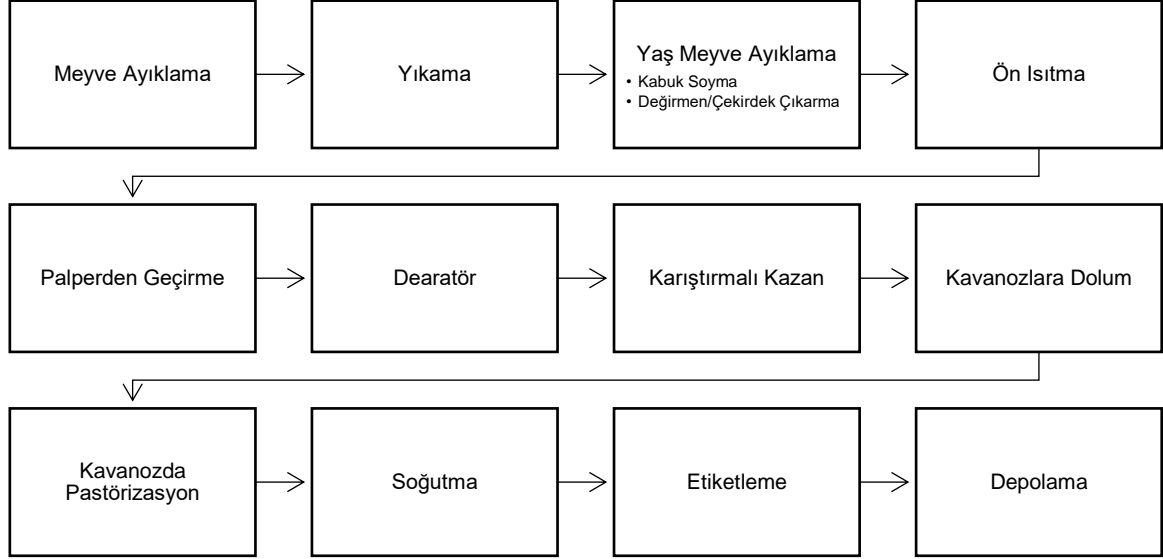 Meyve Ayıklama
Yıkama
Yaş Meyve Ayıklama
• Kabuk Soyma
• Değirmen/Çekirdek Çıkarma
Ön Isıtma
Palperden Geçirme
Dearatör
Karıştırmalı Kazan
Kavanozlara Dolum
Kavanozda
Pastörizasyon
Soğutma
Etiketleme
Depolama